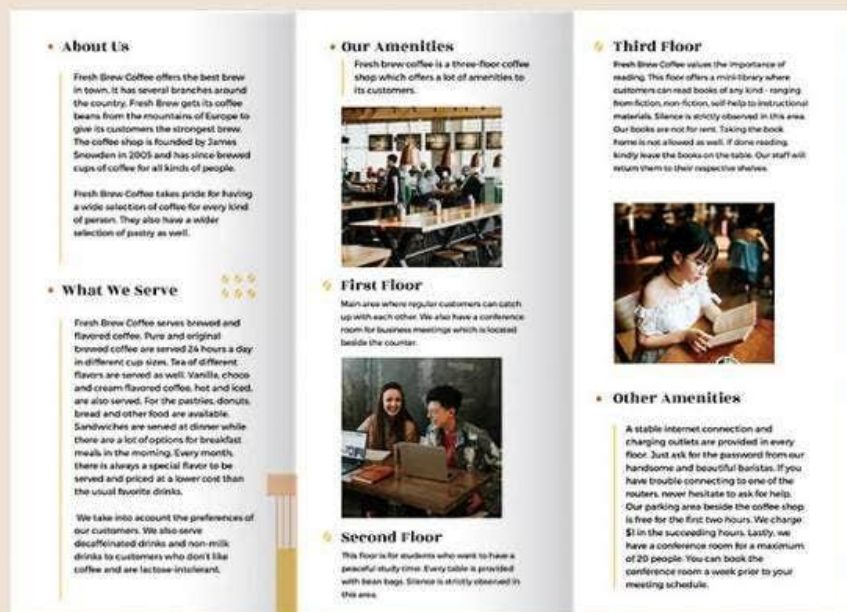 About Us
Fresh Brew Coffee offers the best brew
in town. It has several branches around
the country. Fresh Brew gets its coffee
beans from the mountains of Europe to
give its customers the strongest brew.
The coffee shop is founded by James
Snowden in 2005 and has since brewed
cups of coffee for all kinds of people.
Fresh Brew Coffee takes pride for having
a wide selection of coffee for every kind
of person. They also have a wider
selection of pastry as well.
What We Serve
Fresh Brew Coffee serves brewed and
flavored coffee. Pure and original
brewed coffee are served 24 hours a day
in different cup sizes. Tea of different
flavors are served as well. Vanilla, choco
and cream flavored coffee, hot and iced,
are also served. For the pastries, donuts,
bread and other food are available.
Sandwiches are served at dinner while
there are a lot of options for breakfast
meals in the morning. Every month,
there is always a special flavor to be
served and priced at a lower cost than
the usual favorite drinks.
We take into account the preferences of
our customers. We also serve
decaffeinated drinks and non-milk
drinks to customers who don't like
coffee and are lactose-intolerant.
Our Amenities
Fresh brew coffee is a three-floor coffee
shop which offers a lot of amenities to
its customers.
First Floor
Main area where regular customers can catch
up with each other. We also have a conference
room for business meetings which is located
beside the counter.
Second Floor
This floor is for students who want to have a
peaceful study time. Every table is provided
with bean bags. Silence is strictly observed in
this area.
Third Floor
Fresh Brew Coffee values the importance of
reading. This floor offers a mini-library where
customers can read books of any kind - ranging
from fiction, non-fiction, self-help to instructional
materials. Silence is strictly observed in this area.
Our books are not for rent. Taking the book
home is not allowed as well. If done reading,
kindly leave the books on the table. Our staff will
return them to their respective shelves.
Other Amenities
A stable internet connection and
charging outlets are provided in every
floor. Just ask for the password from our
handsome and beautiful baristas. If you
have trouble connecting to one of the
routers, never hesitate to ask for help.
Our parking area beside the coffee shop
is free for the first two hours. We charge
$1 in the succeeding hours. Lastly, we
have a conference room for a maximum
of 20 people. You can book the
conference room a week prior to your
meeting schedule.